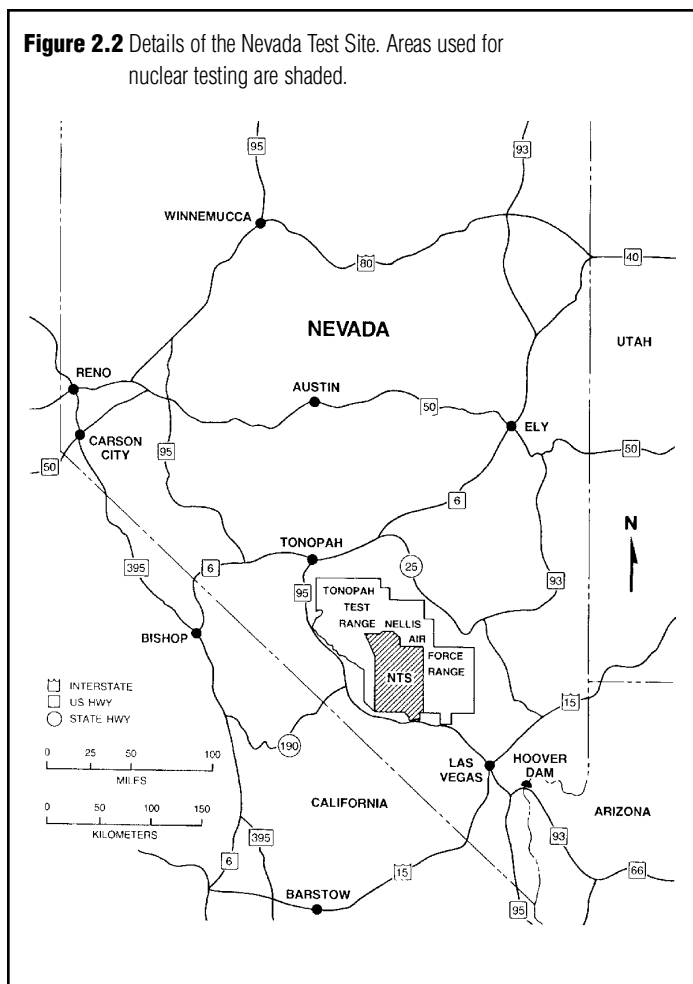 Figure 2.2 Details of the Nevada Test Site. Areas used for
nuclear testing are shaded.
95
93
WINNEMUCCA
80
40
NEVADA
UTAH
RENO
AUSTIN
50
ELY
CARSON
CITY
95
50
50
6
N
TONOPAH
395
6
25
95
TONOPAH
TEST
RANGE NELLIS
AIR
FORCE
RANGE
93
BISHOP
NTS
INTERSTATE
US HWY
STATE HWY
15
190
0 25 50 100
MILES
LAS
VEGAS
HOOVER
DAM
CALIFORNIA
ARIZONA
0 50 100 150
KILOMETERS
395
93
6
15
66
BARSTOW
95